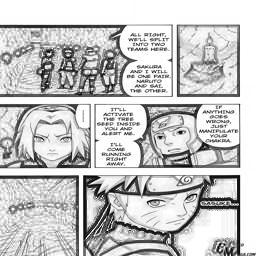 ALL RIGHT,
WE'LL SPLIT
INTO TWO
TEAMS HERE.
SAKURA
AND I WILL
BE ONE PAIR.
NARUTO
AND SAI,
THE OTHER.
IF
ANYTHING
GOES
WRONG,
JUST
MANIPULATE
YOUR
CHAKRA.
IT'LL
ACTIVATE
THE TREE
SEED INSIDE
YOU AND
ALERT ME.
I'LL
COME
RUNNING
RIGHT
AWAY.
SASUKE...